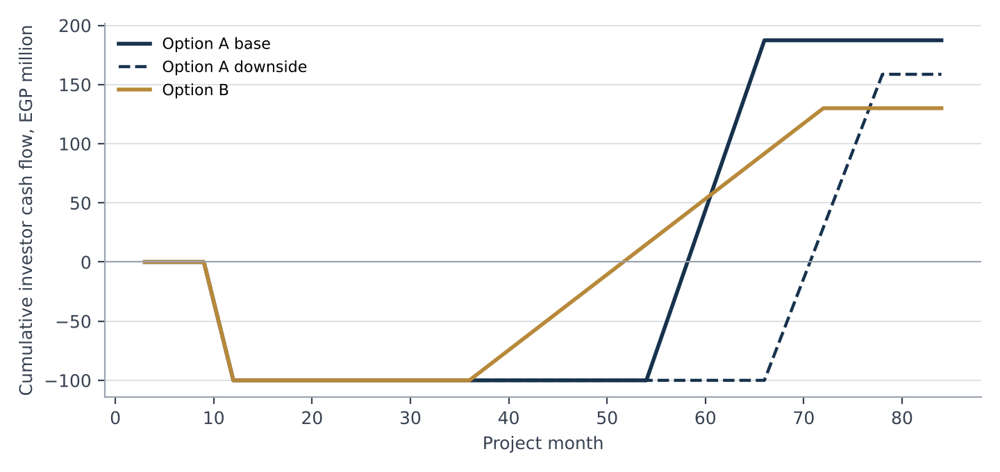 Cumulative investor cash flow, EGP million
200
150
100
50
0
−50
−100
Option A base
Option A downside
Option B
0 10 20 30 40 50 60 70 80
Project month